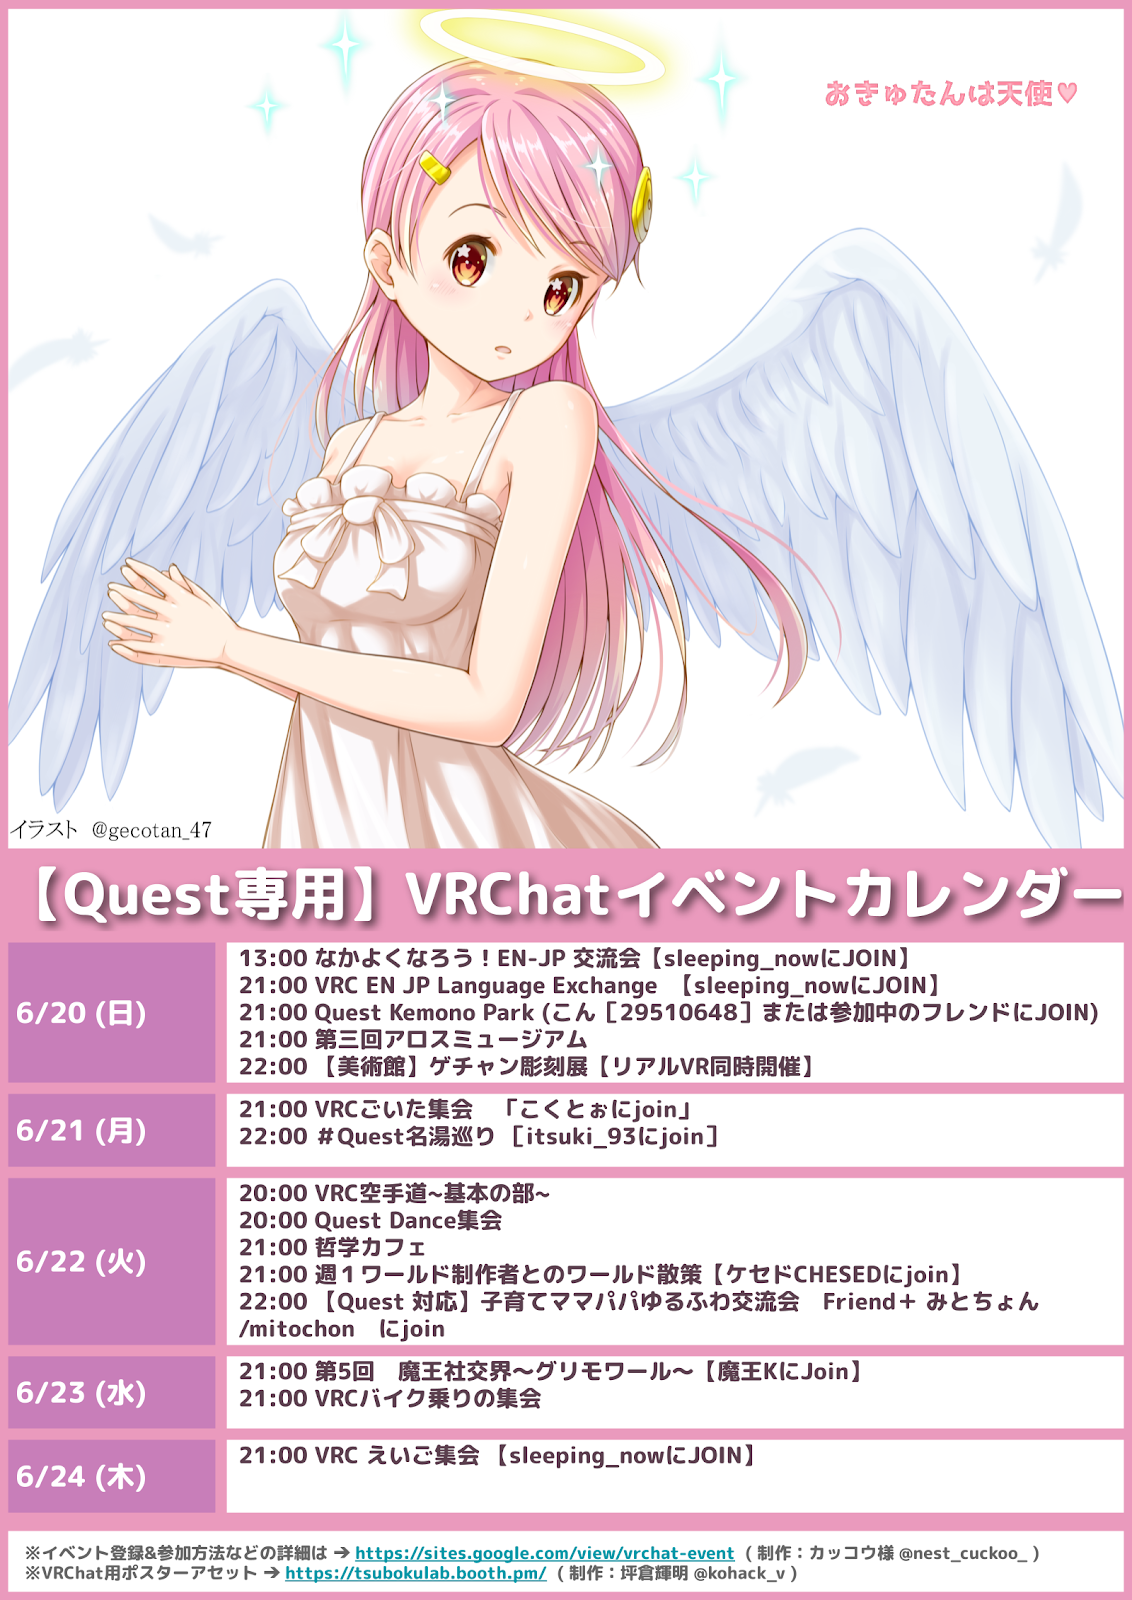 おきゅたんは天使♥
イラスト @gecotan_47
【Quest専用】VRChatイベントカレンダー
6/20 (日)
13:00 なかよくなろう！EN-JP 交流会【sleeping_nowにJOIN】
21:00 VRC EN JP Language Exchange 【sleeping_nowにJOIN】
21:00 Quest Kemono Park (こん［29510648］または参加中のフレンドにJOIN)
21:00 第三回アロスミュージアム
22:00 【美術館】ゲチャン彫刻展【リアルVR同時開催】
6/21 (月)
21:00 VRCごいた集会 「こくとぉにjoin」
22:00 ＃Quest名湯巡り ［itsuki_93にjoin］
6/22 (火)
20:00 VRC空手道~基本の部~
20:00 Quest Dance集会
21:00 哲学カフェ
21:00 週１ワールド制作者とのワールド散策【ケセドCHESEDにjoin】
22:00 【Quest 対応】子育てママパパゆるふわ交流会 Friend＋ みとちょん
/mitochon にjoin
6/23 (水)
21:00 第5回 魔王社交界～グリモワール～【魔王KにJoin】
21:00 VRCバイク乗りの集会
6/24 (木)
21:00 VRC えいご集会 【sleeping_nowにJOIN】
※イベント登録&参加方法などの詳細は → https://sites.google.com/view/vrchat-event ( 制作：カッコウ様 @nest_cuckoo_ )
※VRChat用ポスターアセット → https://tsubokulab.booth.pm/ ( 制作：坪倉輝明 @kohack_v )